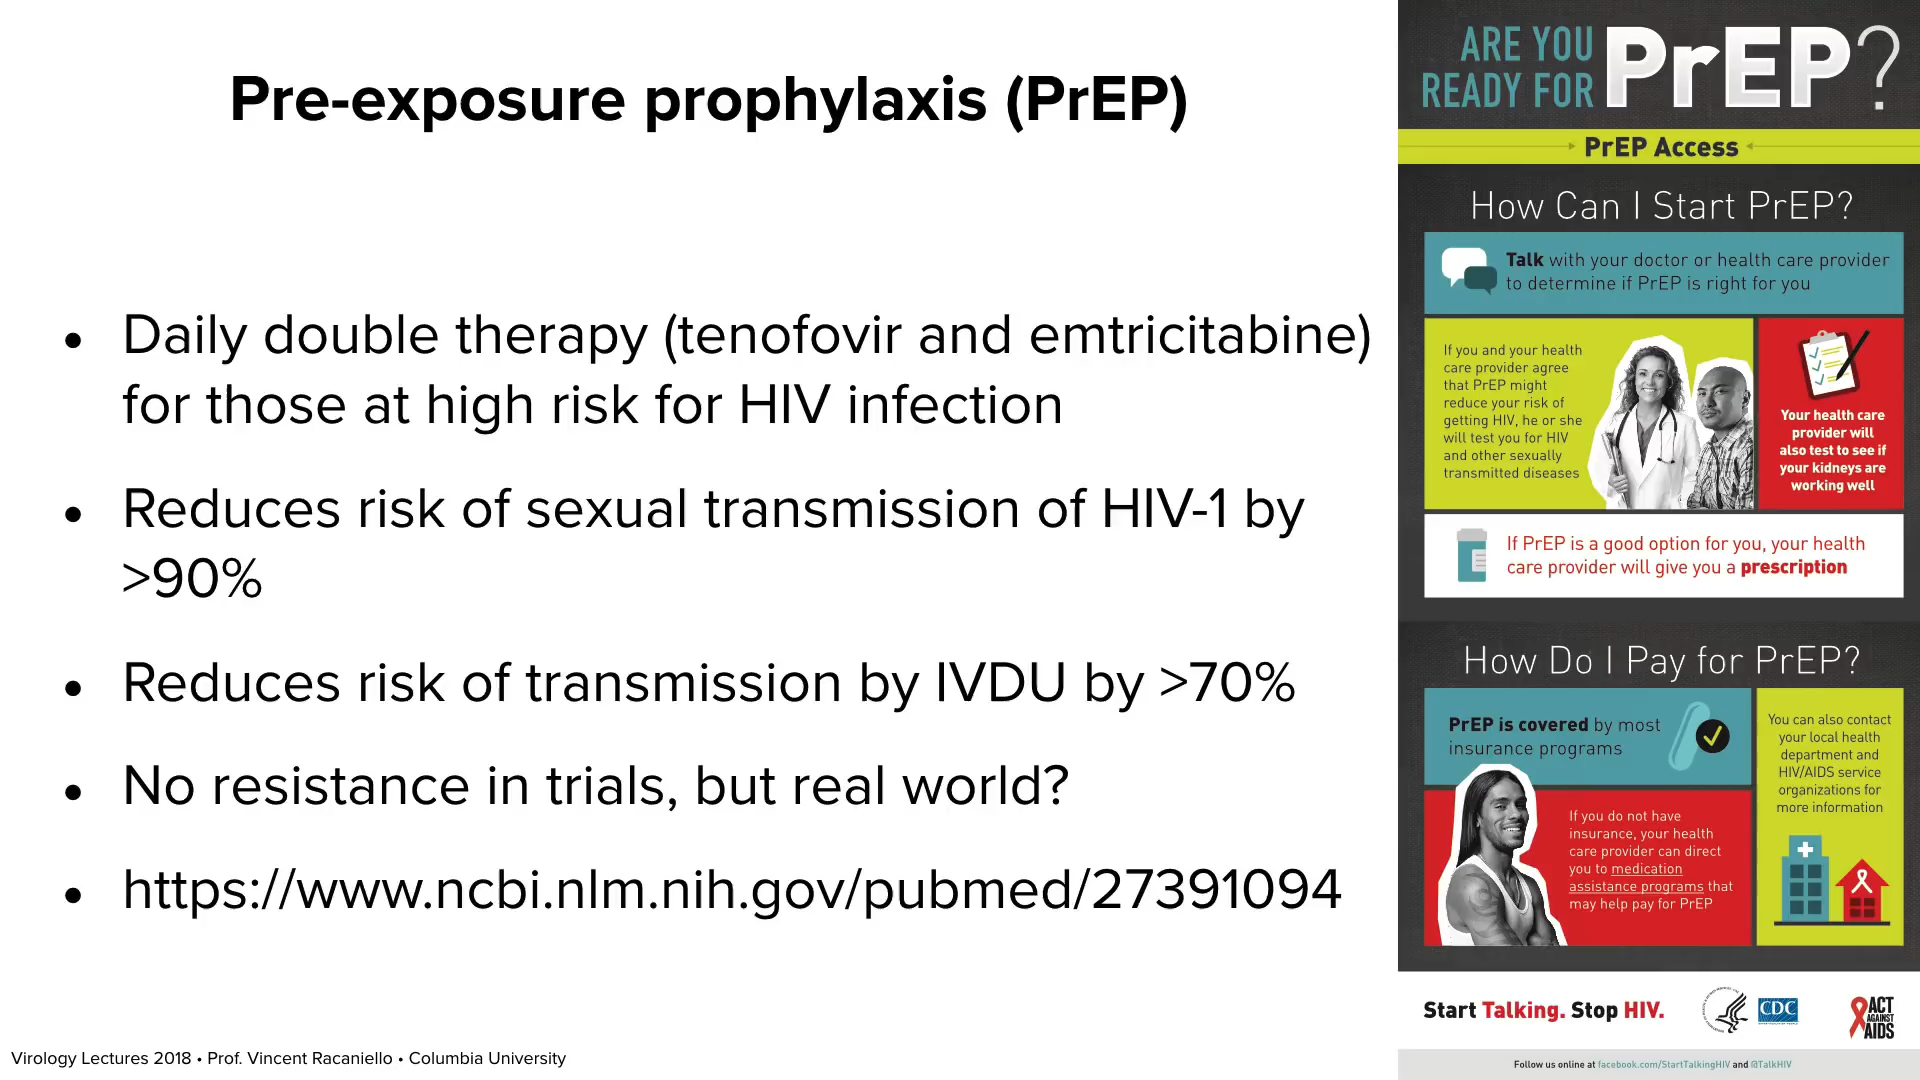 Pre-exposure prophylaxis (PrEP)
• Daily double therapy (tenofovir and emtricitabine)
for those at high risk for HIV infection
• Reduces risk of sexual transmission of HIV-1 by
>90%
• Reduces risk of transmission by IVDU by >70%
• No resistance in trials, but real world?
• https://www.ncbi.nlm.nih.gov/pubmed/27391094
Virology Lectures 2018 • Prof. Vincent Racaniello • Columbia University
ARE YOU
READY FOR
PrEP?
PrEP Access
How Can I Start PrEP?
Talk with your doctor or health care provider
to determine if PrEP is right for you
If you and your health
care provider agree
that PrEP might
reduce your risk of
getting HIV, he or she
will test you for HIV
and other sexually
transmitted diseases
Your health care
provider will
also test to see if
your kidneys are
working well
If PrEP is a good option for you, your health
care provider will give you a prescription
How Do I Pay for PrEP?
PrEP is covered by most
insurance programs
If you do not have
insurance, your health
care provider can direct
you to medication
assistance programs that
may help pay for PrEP
You can also contact
your local health
department and
HIV/AIDS service
organizations for
more information
Start Talking. Stop HIV.
CDC
ACT
AGAINST
AIDS
Follow us online at facebook.com/StartTalkingHIV and @TalkHIV